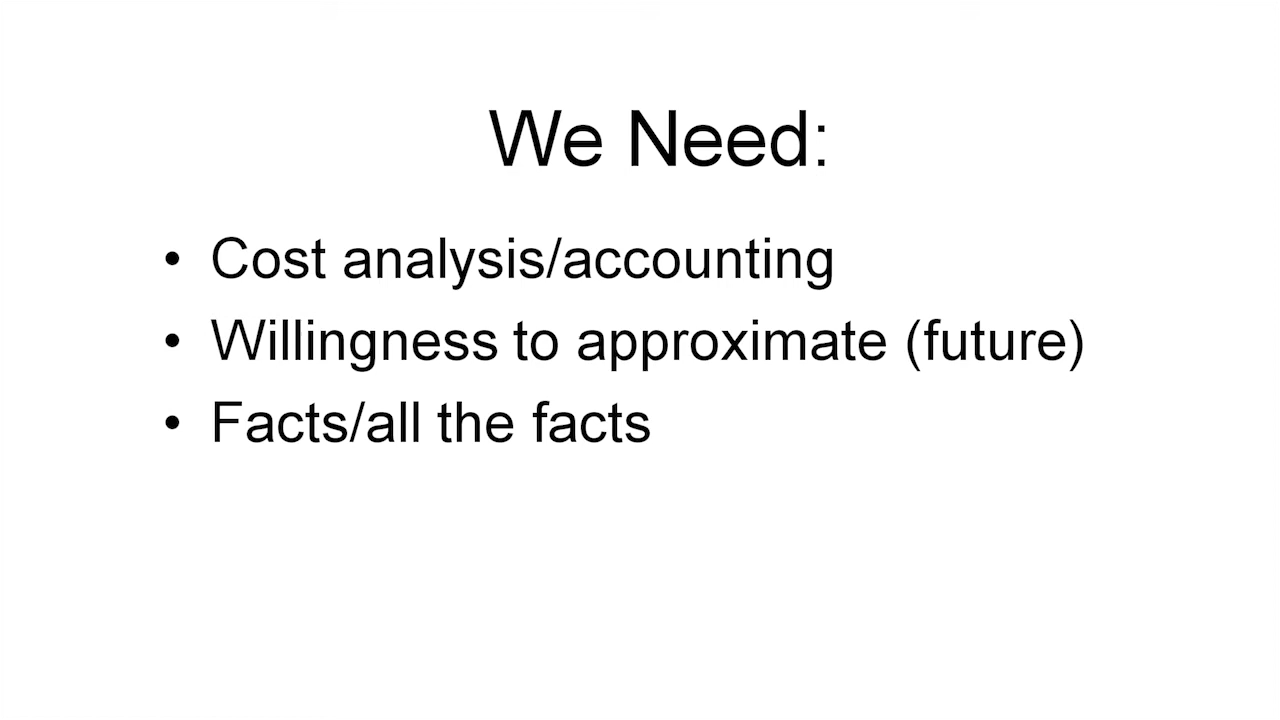 We Need:
• Cost analysis/accounting
• Willingness to approximate (future)
• Facts/all the facts